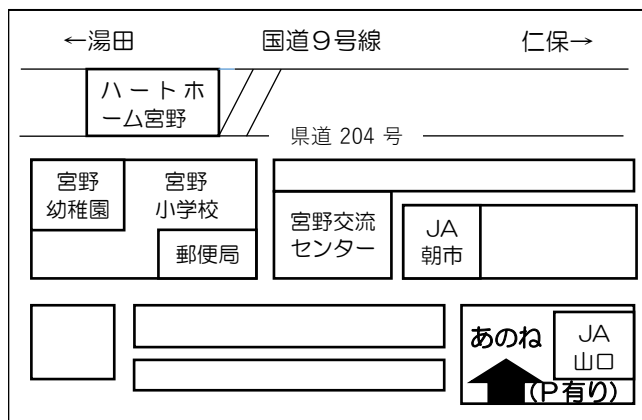 ←湯田 国道9号線 仁保→
ハートホ
ーム宮野
県道 204 号
宮野
幼稚園
宮野
小学校
郵便局
宮野交流
センター
JA
朝市
あのね
JA
山口
(P有り)